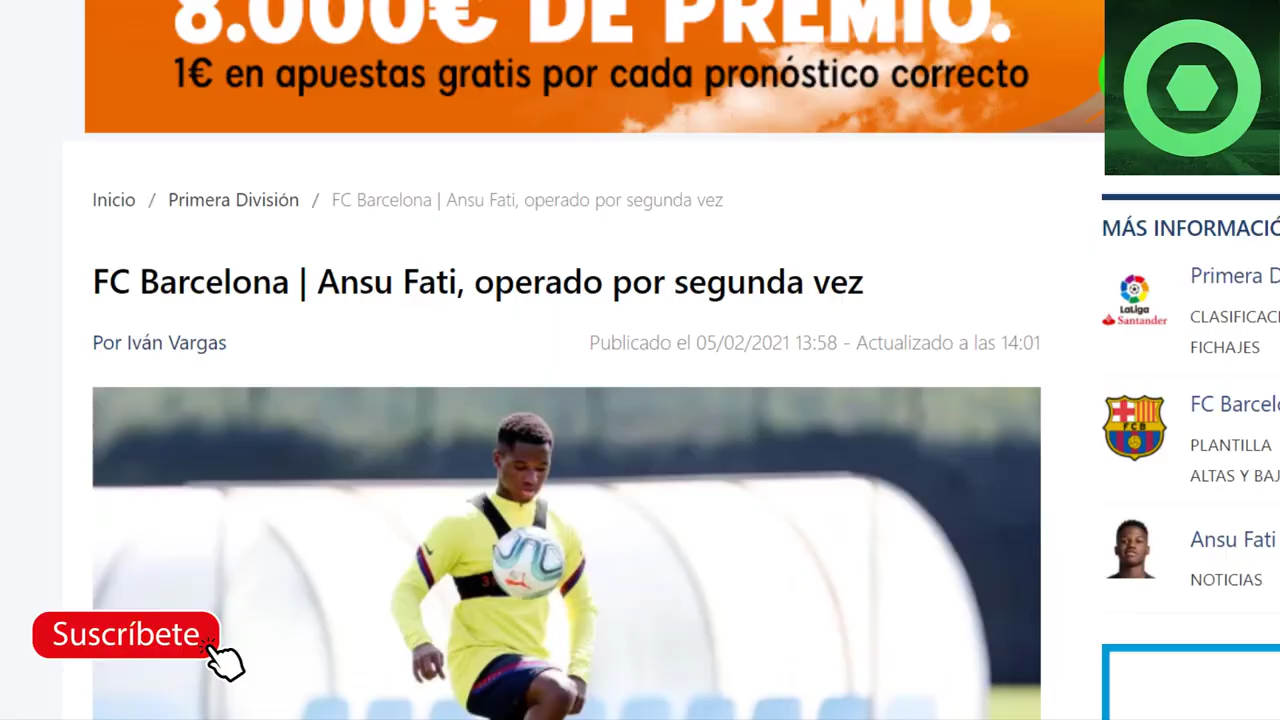 8.000€ DE PREMIO.
1€ en apuestas gratis por cada pronóstico correcto
Inicio / Primera División / FC Barcelona | Ansu Fati, operado por segunda vez
FC Barcelona | Ansu Fati, operado por segunda vez
Por Iván Vargas
Publicado el 05/02/2021 13:58 - Actualizado a las 14:01
Suscríbete
MÁS INFORMACIÓ
Primera D
LaLiga
Santander
CLASIFICAC
FICHAJES
FC Barcel
FCB
PLANTILLA
ALTAS Y BAJ
Ansu Fati
NOTICIAS